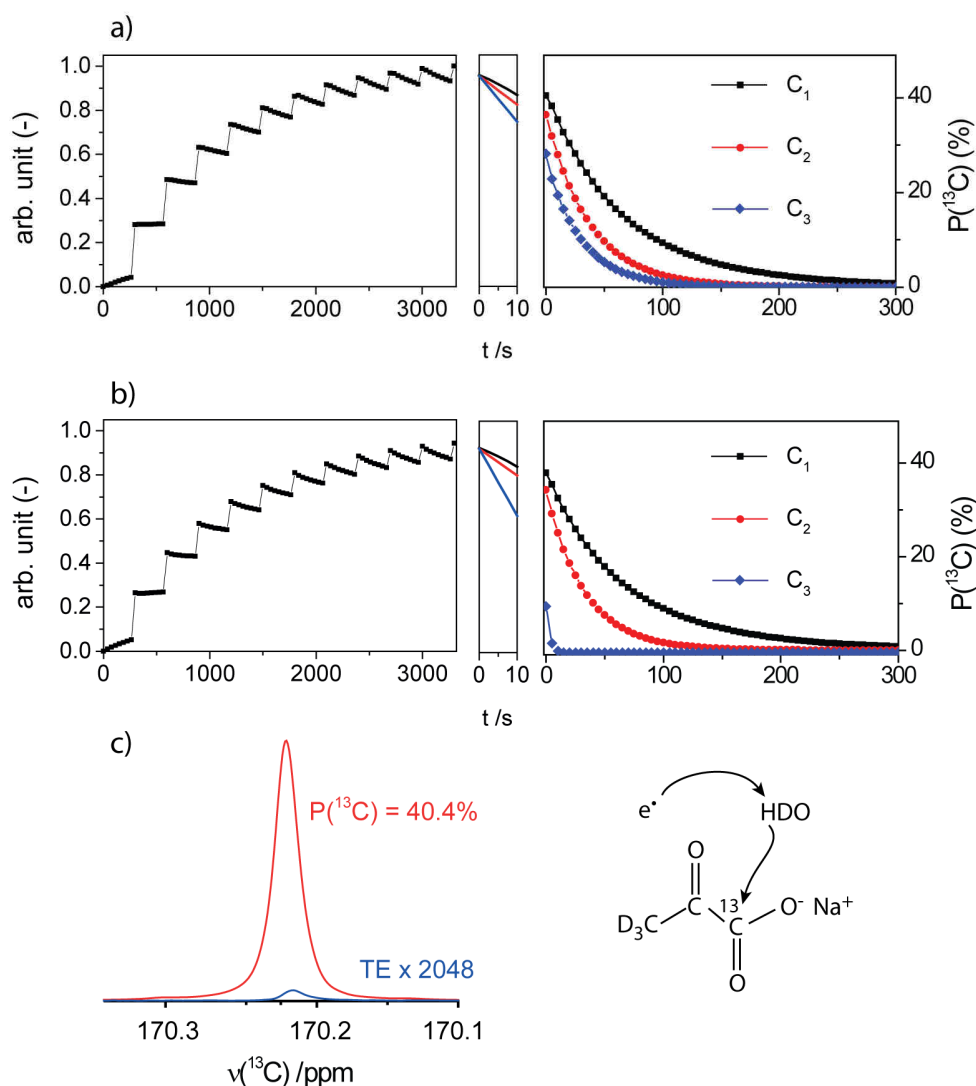 a)
arb. unit (-)
1.0
0.8
0.6
0.4
0.2
0.0
0 1000 2000 3000
0 10
0 100 200 300
C₁
C₂
C₃
40
20
0
P(¹³C) (%)
t /s
b)
arb. unit (-)
1.0
0.8
0.6
0.4
0.2
0.0
0 1000 2000 3000
0 10
0 100 200 300
C₁
C₂
C₃
40
20
0
P(¹³C) (%)
t /s
c)
P(¹³C) = 40.4%
TE x 2048
170.3 170.2 170.1
ν(¹³C) /ppm
e• HDO
O
D₃C C ¹³C O⁻ Na⁺
O